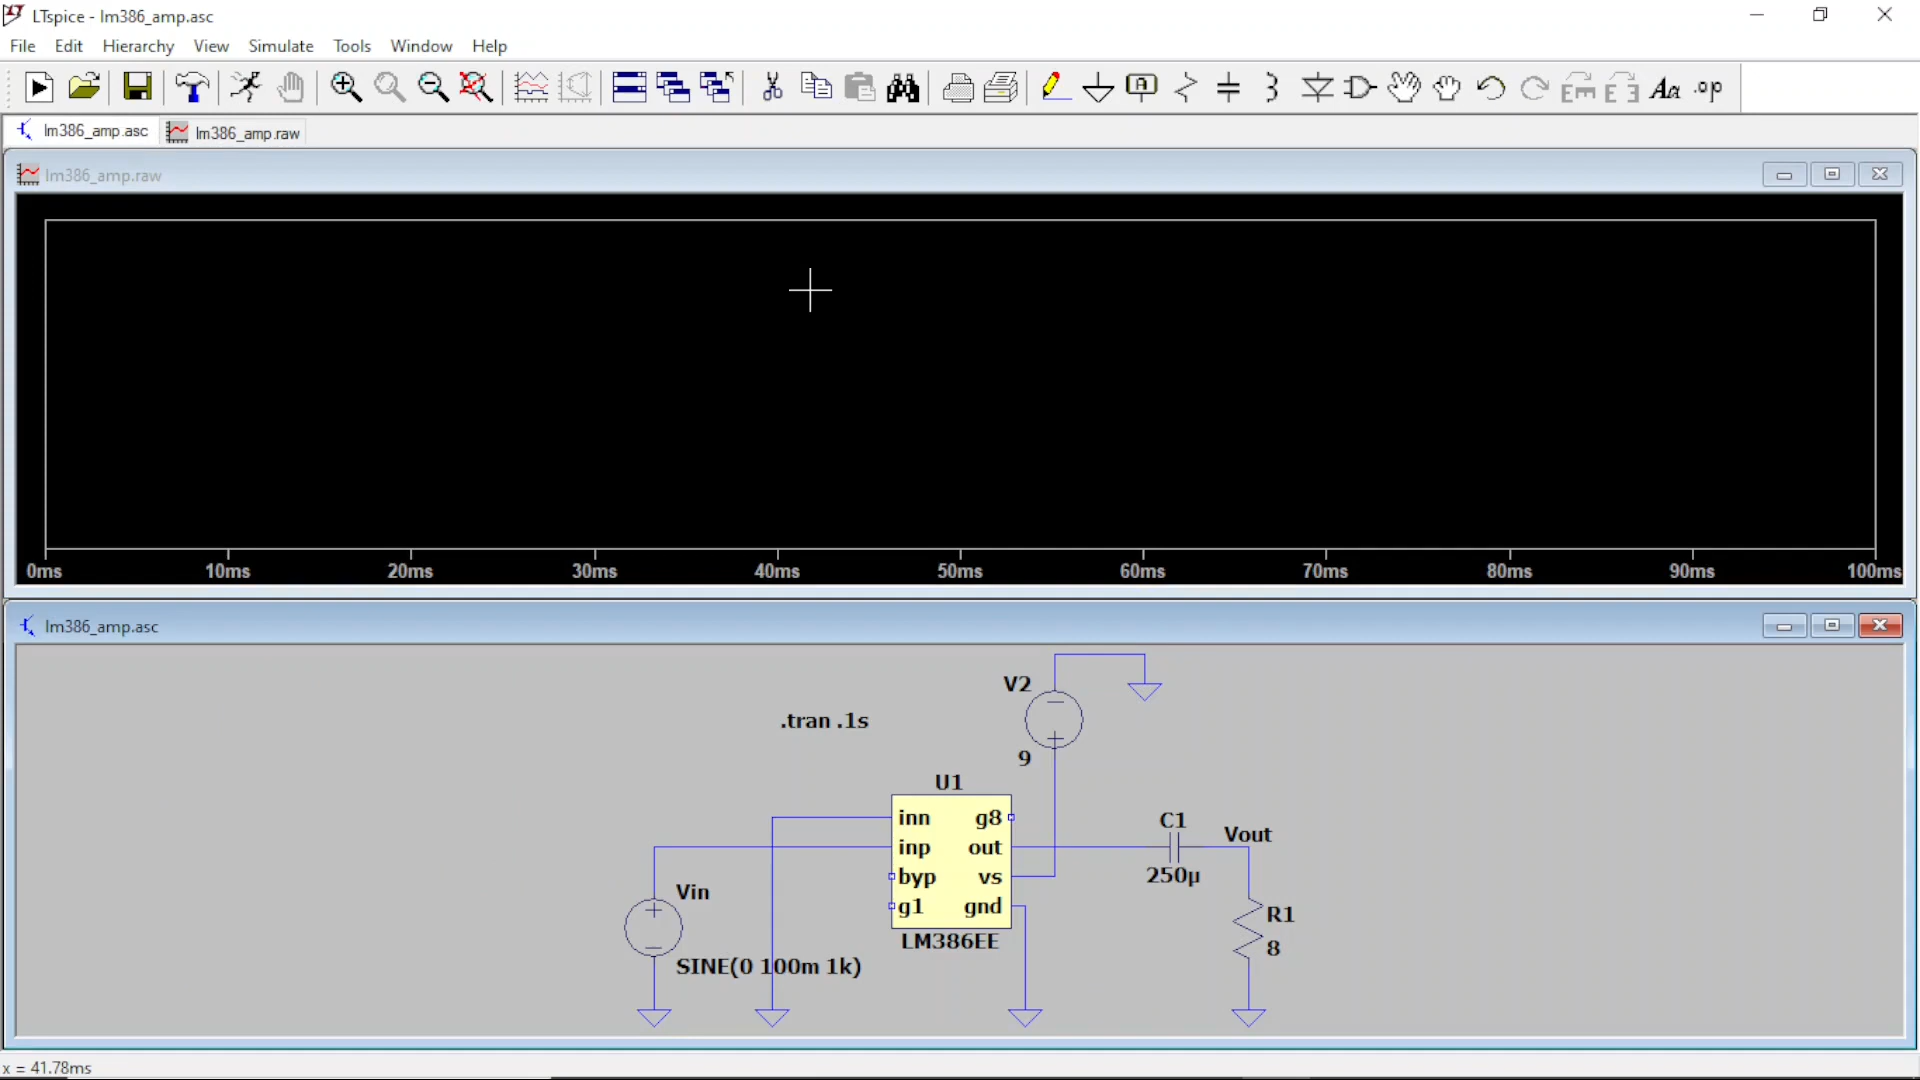 LTspice - lm386_amp.asc
File Edit Hierarchy View Simulate Tools Window Help
A Aa .op
lm386_amp.asc lm386_amp.raw
lm386_amp.raw
0ms 10ms 20ms 30ms 40ms 50ms 60ms 70ms 80ms 90ms 100ms
lm386_amp.asc
V2
.tran .1s
9
U1
inn g8
C1
Vout
inp out
byp vs
250µ
Vin
g1 gnd
R1
LM386EE
8
SINE(0 100m 1k)
x = 41.78ms